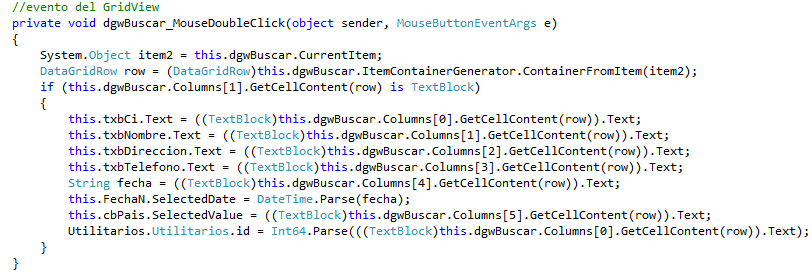 //evento del GridView
private void dgwBuscar_MouseDoubleClick(object sender, MouseButtonEventArgs e)
{
    System.Object item2 = this.dgwBuscar.CurrentItem;
    DataGridRow row = (DataGridRow)this.dgwBuscar.ItemContainerGenerator.ContainerFromItem(item2);
    if (this.dgwBuscar.Columns[1].GetCellContent(row) is TextBlock)
    {
        this.txbCi.Text = ((TextBlock)this.dgwBuscar.Columns[0].GetCellContent(row)).Text;
        this.txbNombre.Text = ((TextBlock)this.dgwBuscar.Columns[1].GetCellContent(row)).Text;
        this.txbDireccion.Text = ((TextBlock)this.dgwBuscar.Columns[2].GetCellContent(row)).Text;
        this.txbTelefono.Text = ((TextBlock)this.dgwBuscar.Columns[3].GetCellContent(row)).Text;
        String fecha = ((TextBlock)this.dgwBuscar.Columns[4].GetCellContent(row)).Text;
        this.FechaN.SelectedDate = DateTime.Parse(fecha);
        this.cbPais.SelectedValue = ((TextBlock)this.dgwBuscar.Columns[5].GetCellContent(row)).Text;
        Utilitarios.Utilitarios.id = Int64.Parse(((TextBlock)this.dgwBuscar.Columns[0].GetCellContent(row)).Text);
    }
}